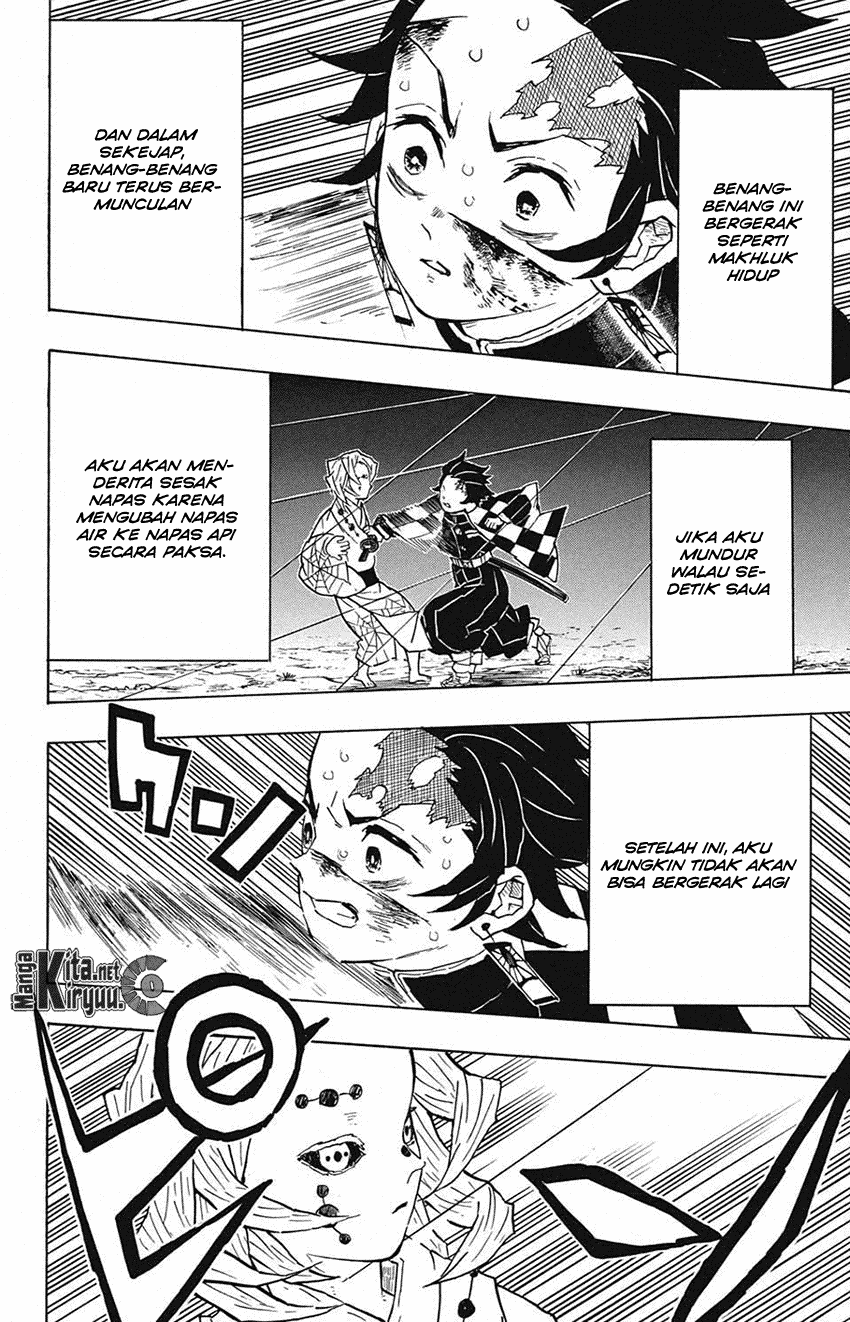 BENANG-
BENANG INI
BERGERAK
SEPERTI
MAKHLUK
HIDUP
DAN DALAM
SEKEJAP,
BENANG-BENANG
BARU TERUS BER-
MUNCULAN
JIKA AKU
MUNDUR
WALAU SE-
DETIK SAJA
AKU AKAN MEN-
DERITA SESAK
NAPAS KARENA
MENGUBAH NAPAS
AIR KE NAPAS API
SECARA PAKSA.
SETELAH INI, AKU
MUNGKIN TIDAK AKAN
BISA BERGERAK LAGI
Manga
Kita.net
Kiryuu.CO